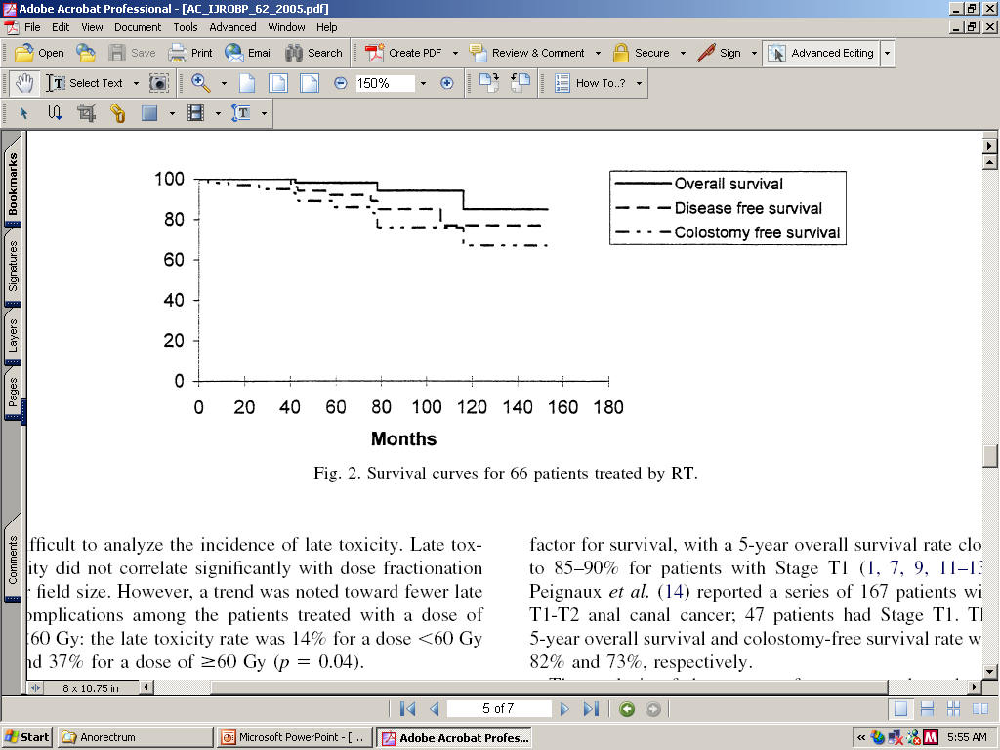 Adobe Acrobat Professional - [AC_IJROBP_62_2005.pdf]
File Edit View Document Tools Advanced Window Help
Open Save Print Email Search Create PDF Review & Comment Secure Sign Advanced Editing
Select Text 150% How To..?
Bookmarks
Signatures
Layers
Pages
Comments
100
80
60
40
20
0
0 20 40 60 80 100 120 140 160 180
Months
Overall survival
Disease free survival
Colostomy free survival
Fig. 2. Survival curves for 66 patients treated by RT.
fficult to analyze the incidence of late toxicity. Late tox-
ity did not correlate significantly with dose fractionation
r field size. However, a trend was noted toward fewer late
omplications among the patients treated with a dose of
<60 Gy: the late toxicity rate was 14% for a dose <60 Gy
nd 37% for a dose of ≥60 Gy (p = 0.04).
factor for survival, with a 5-year overall survival rate clo
to 85–90% for patients with Stage T1 (1, 7, 9, 11–13
Peignaux et al. (14) reported a series of 167 patients wi
T1-T2 anal canal cancer; 47 patients had Stage T1. Th
5-year overall survival and colostomy-free survival rate w
82% and 73%, respectively.
8 x 10.75 in
5 of 7
Start Anorectrum Microsoft PowerPoint - [... Adobe Acrobat Profes... « M 5:55 AM